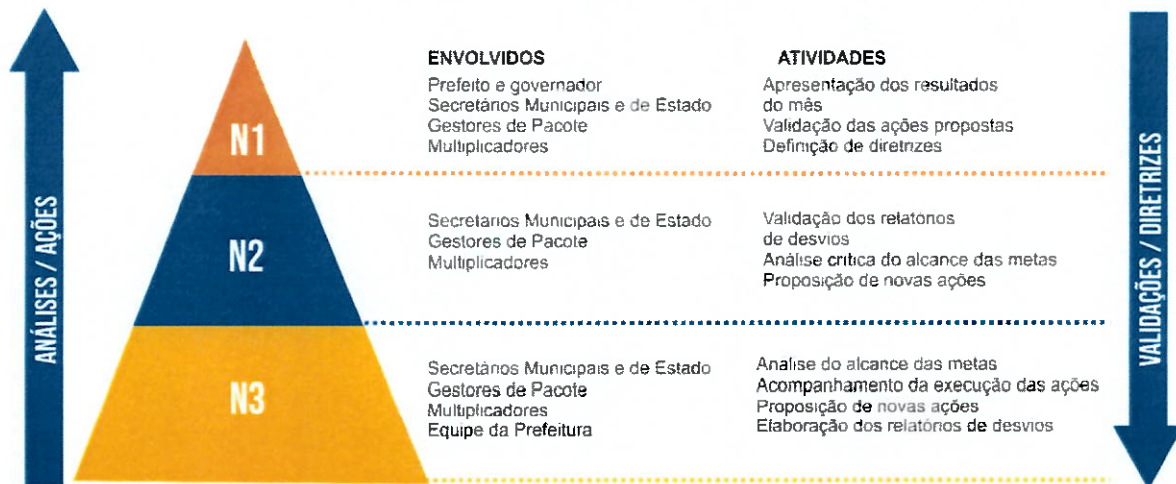 ANÁLISES / AÇÕES
ENVOLVIDOS
Prefeito e governador
Secretários Municipais e de Estado
Gestores de Pacote
Multiplicadores
ATIVIDADES
Apresentação dos resultados
do mês
Validação das ações propostas
Definição de diretrizes
N1
Secretários Municipais e de Estado
Gestores de Pacote
Multiplicadores
Validação dos relatórios
de desvios
Análise critica do alcance das metas
Proposição de novas ações
N2
Secretários Municipais e de Estado
Gestores de Pacote
Multiplicadores
Equipe da Prefeitura
Analise do alcance das metas
Acompanhamento da execução das ações
Proposição de novas ações
Elaboração dos relatórios de desvios
N3
VALIDAÇÕES / DIRETRIZES